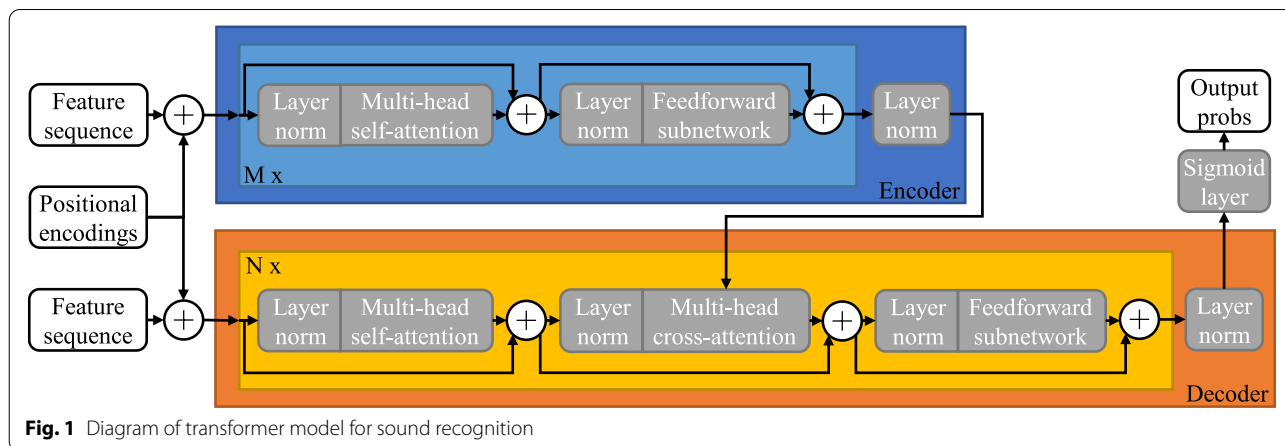 Feature
sequence
Positional
encodings
Feature
sequence
+
+
Layer
norm
Multi-head
self-attention
+
Layer
norm
Feedforward
subnetwork
+
Layer
norm
M x
Encoder
N x
Layer
norm
Multi-head
self-attention
+
Layer
norm
Multi-head
cross-attention
+
Layer
norm
Feedforward
subnetwork
+
Layer
norm
Decoder
Output
probs
Sigmoid
layer
Fig. 1 Diagram of transformer model for sound recognition